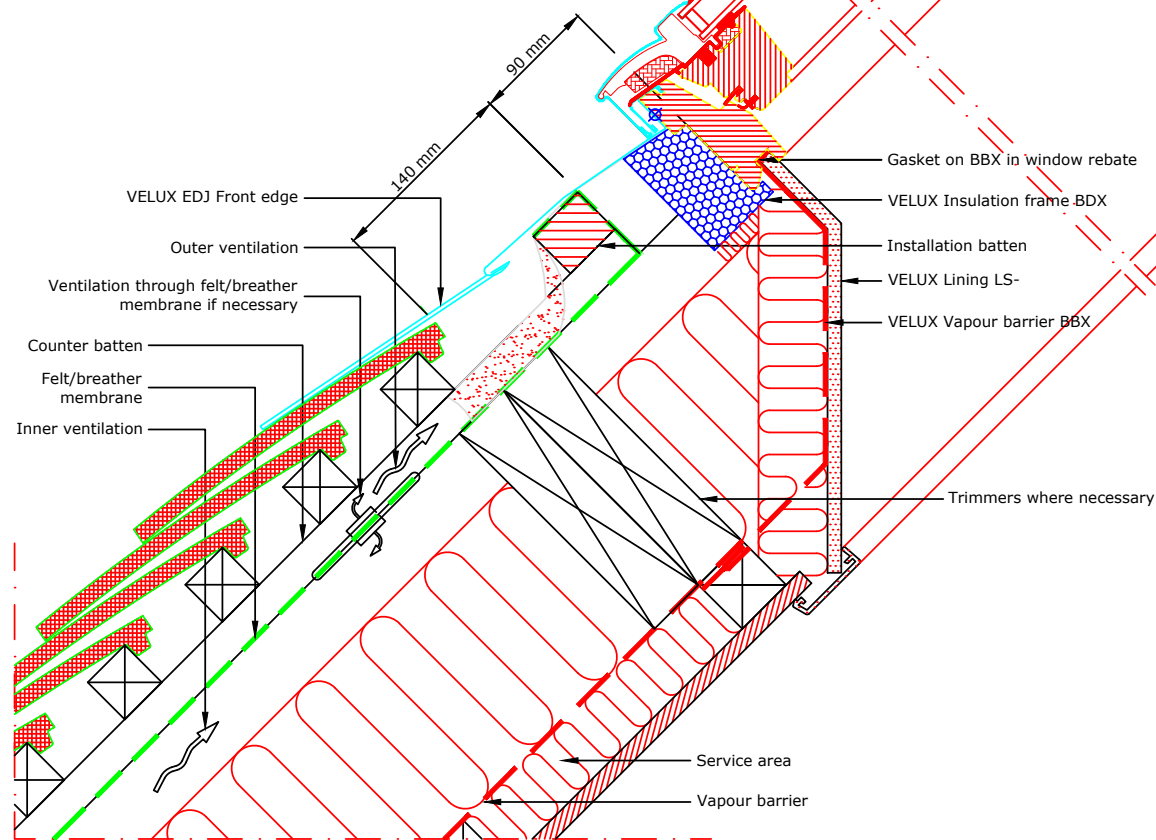 90 mm
140 mm
VELUX EDJ Front edge
Outer ventilation
Ventilation through felt/breather
membrane if necessary
Counter batten
Felt/breather
membrane
Inner ventilation
Gasket on BBX in window rebate
VELUX Insulation frame BDX
Installation batten
VELUX Lining LS-
VELUX Vapour barrier BBX
Trimmers where necessary
Service area
Vapour barrier